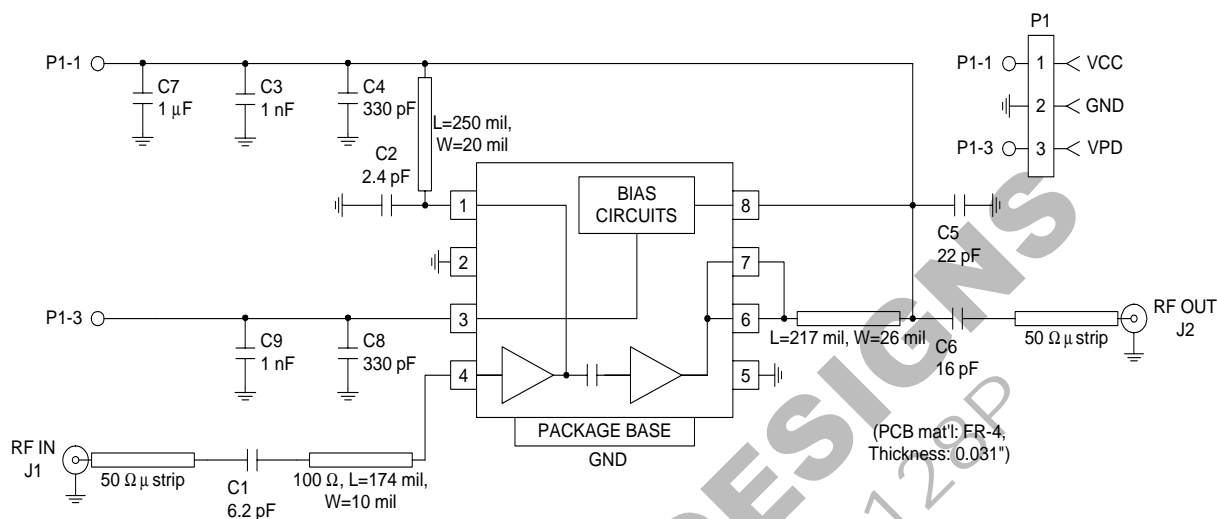 P1
P1-1
C7
1 µF
C3
1 nF
C4
330 pF
L=250 mil,
W=20 mil
P1-1 1 VCC
2 GND
P1-3 3 VPD
C2
2.4 pF
1
BIAS
CIRCUITS
8
C5
22 pF
2
7
P1-3
3
6
C9
1 nF
C8
330 pF
L=217 mil, W=26 mil
C6
16 pF
50 Ω µ strip
RF OUT
J2
4
5
PACKAGE BASE
GND
(PCB mat'l: FR-4,
Thickness: 0.031")
RF IN
J1
50 Ω µ strip
C1
6.2 pF
100 Ω, L=174 mil,
W=10 mil
ESIGNS
128P